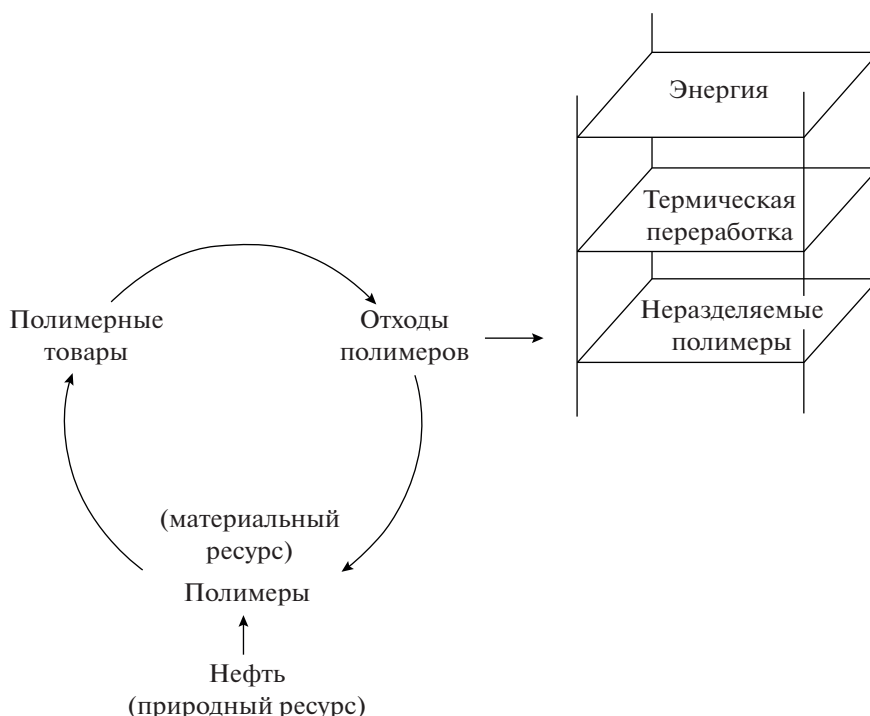 Энергия
Термическая
переработка
Неразделяемые
полимеры
Полимерные
товары
Отходы
полимеров
(материальный
ресурс)
Полимеры
Нефть
(природный ресурс)